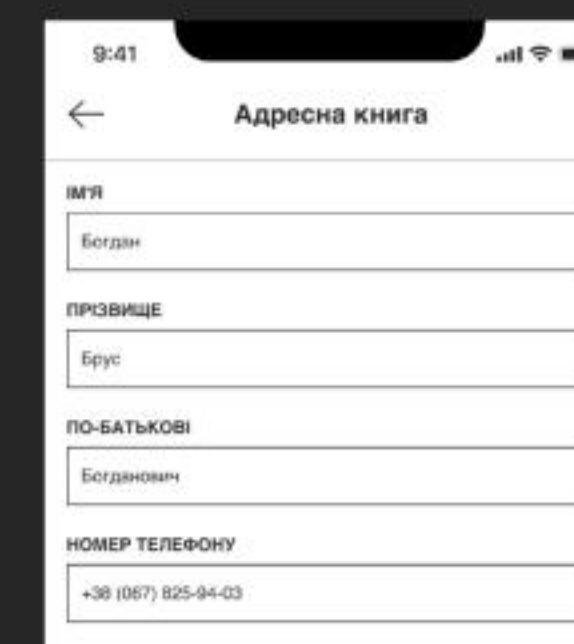 9:41
Адресна книга
ІМ'Я
Богдан
ПРІЗВИЩЕ
Брус
ПО-БАТЬКОВІ
Богданович
НОМЕР ТЕЛЕФОНУ
+38 (067) 825-94-03